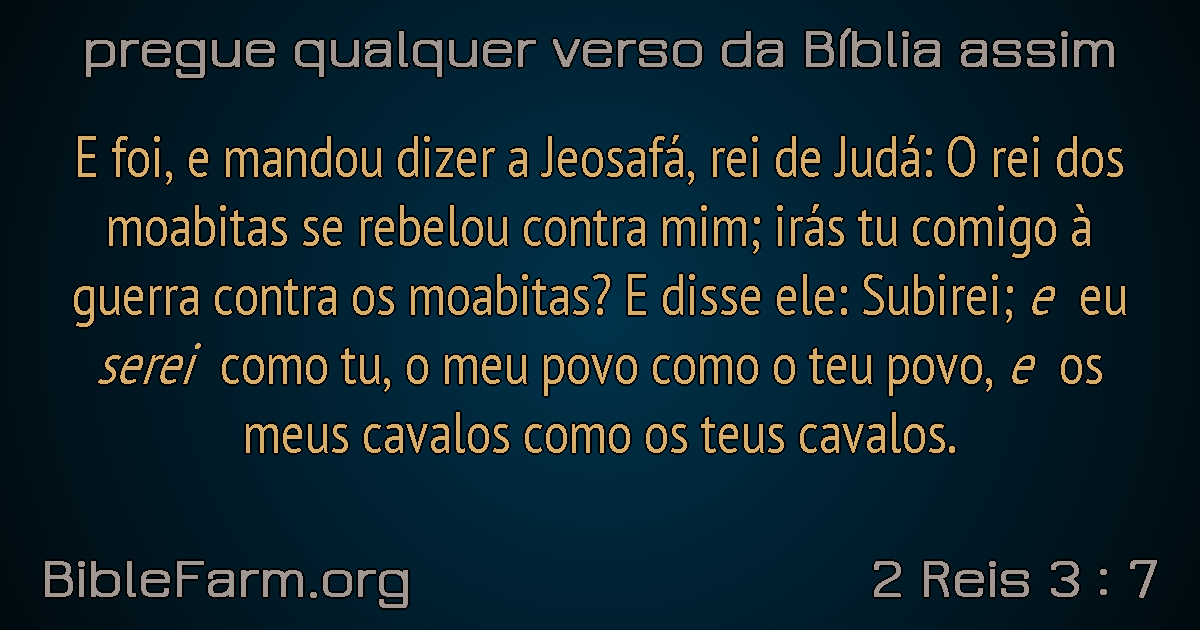 pregue qualquer verso da Bíblia assim
E foi, e mandou dizer a Jeosafá, rei de Judá: O rei dos
moabitas se rebelou contra mim; irás tu comigo à
guerra contra os moabitas? E disse ele: Subirei; e eu
serei como tu, o meu povo como o teu povo, e os
meus cavalos como os teus cavalos.
BibleFarm.org
2 Reis 3 : 7